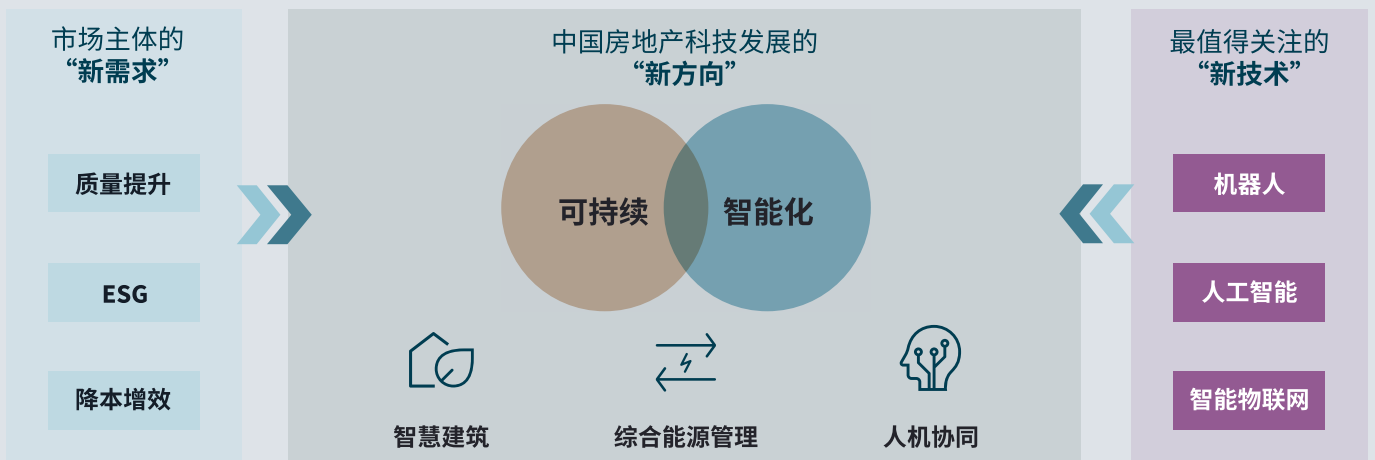 市场主体的
“新需求”
质量提升
ESG
降本增效
中国房地产科技发展的
“新方向”
可持续
智能化
智慧建筑
综合能源管理
人机协同
最值得关注的
“新技术”
机器人
人工智能
智能物联网